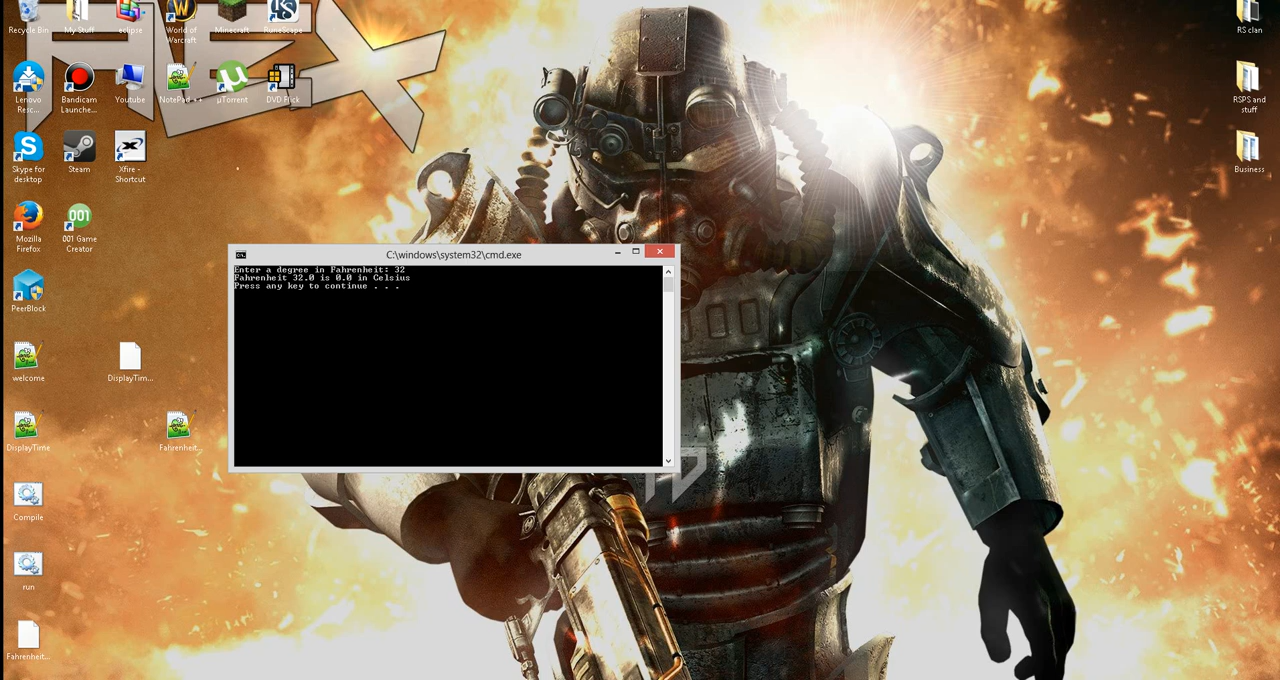 Recycle Bin
My Stuff
eclipse
World of
Warcraft
Minecraft
RuneScape
RS clan
Lenovo
Resc...
Bandicam
Launche...
Youtube
NotePad ++
µTorrent
DVD Flick
RSPS and
stuff
Skype for
desktop
Steam
Xfire -
Shortcut
Business
Mozilla
Firefox
001
001 Game
Creator
C:\windows\system32\cmd.exe
Enter a degree in Fahrenheit: 32
Fahrenheit 32.0 is 0.0 in Celsius
Press any key to continue . . .
PeerBlock
welcome
DisplayTim...
DisplayTime
Fahrenheit...
Compile
run
Fahrenheit...